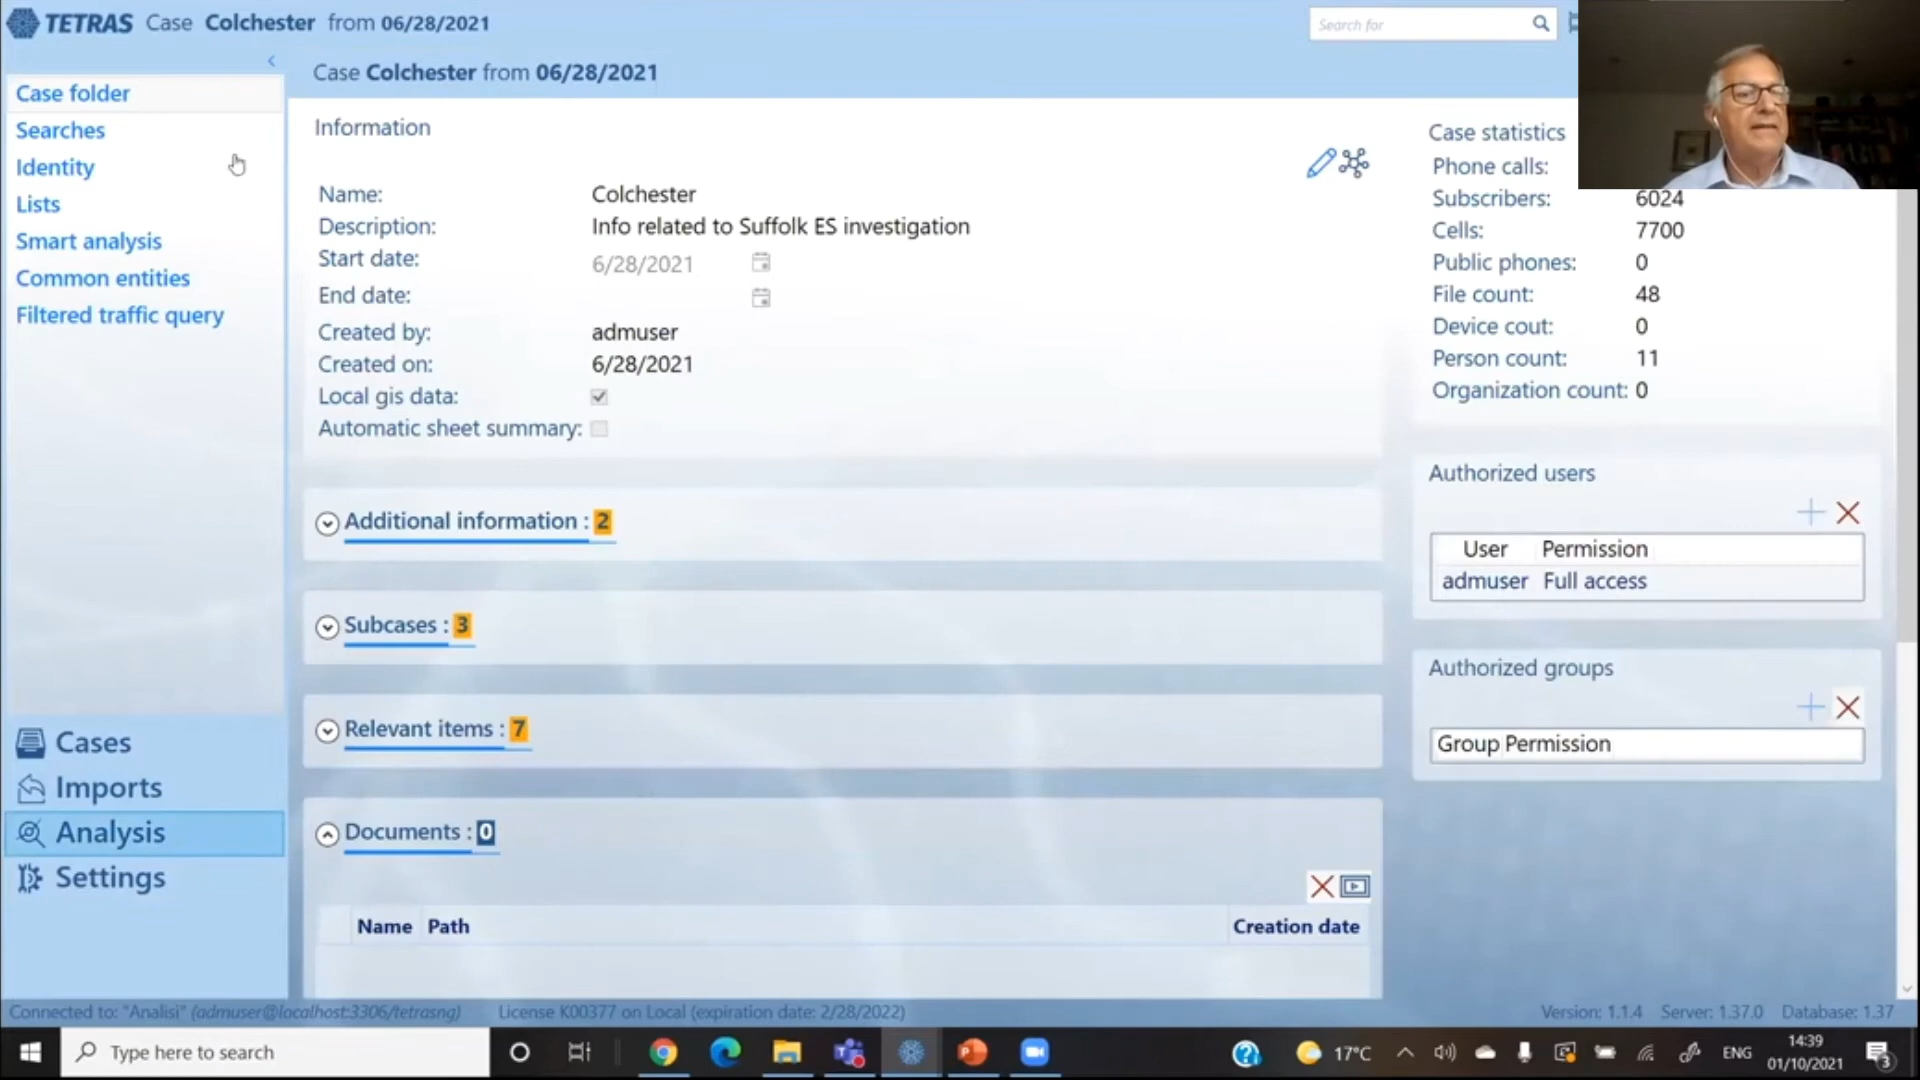 TETRAS Case Colchester from 06/28/2021
Search for
Case Colchester from 06/28/2021
Case folder
Searches
Identity
Lists
Smart analysis
Common entities
Filtered traffic query
Cases
Imports
Analysis
Settings
Information
Name: Colchester
Description: Info related to Suffolk ES investigation
Start date: 6/28/2021
End date:
Created by: admuser
Created on: 6/28/2021
Local gis data:
Automatic sheet summary:
Additional information : 2
Subcases : 3
Relevant items : 7
Documents : 0
Name Path Creation date
Case statistics
Phone calls:
Subscribers: 6024
Cells: 7700
Public phones: 0
File count: 48
Device cout: 0
Person count: 11
Organization count: 0
Authorized users
User Permission
admuser Full access
Authorized groups
Group Permission
Connected to: "Analisi" (admuser@localhost:3306/tetrasng) License K00377 on Local (expiration date: 2/28/2022) Version: 1.1.4 Server: 1.37.0 Database: 1.37
Type here to search
17°C
ENG
14:39
01/10/2021
3